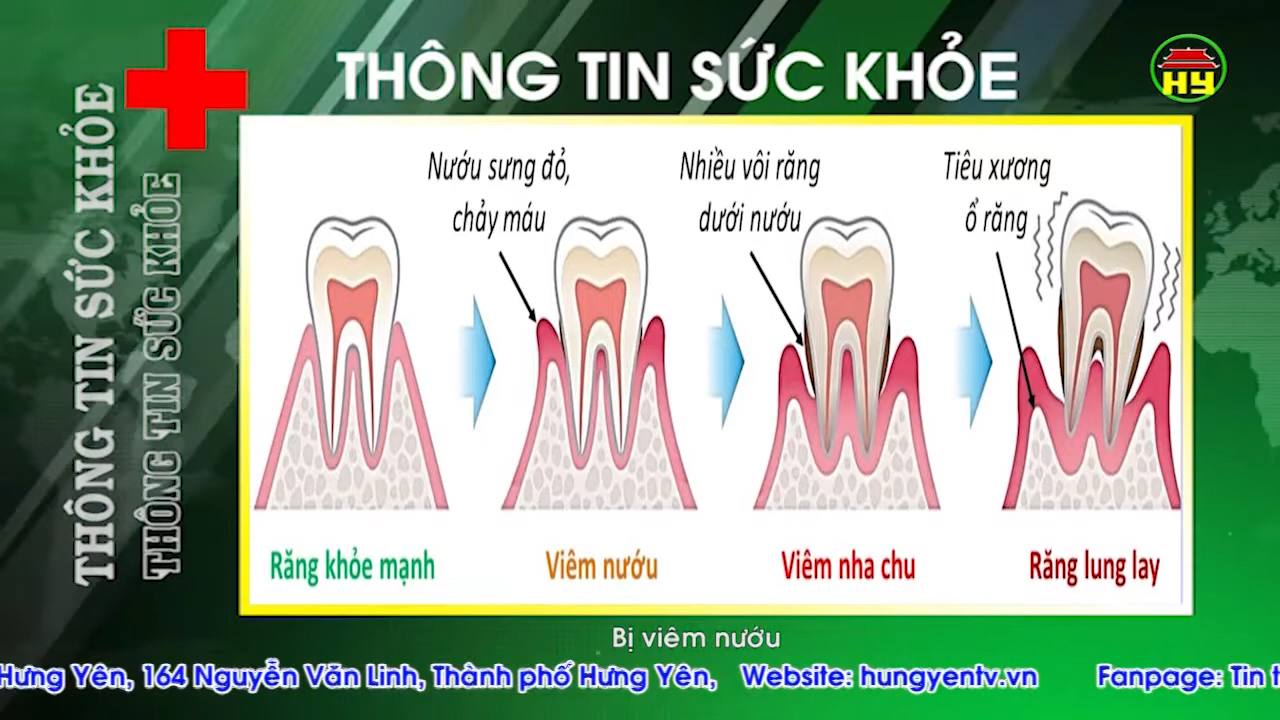 THÔNG TIN SỨC KHỎE
HY
THÔNG TIN SỨC KHỎE
THÔNG TIN SỨC KHỎE
Nướu sưng đỏ,
chảy máu
Nhiều vôi răng
dưới nướu
Tiêu xương
ổ răng
Răng khỏe mạnh
Viêm nướu
Viêm nha chu
Răng lung lay
Bị viêm nướu
Hưng Yên, 164 Nguyễn Văn Linh, Thành phố Hưng Yên, Website: hungyentv.vn Fanpage: Tin t